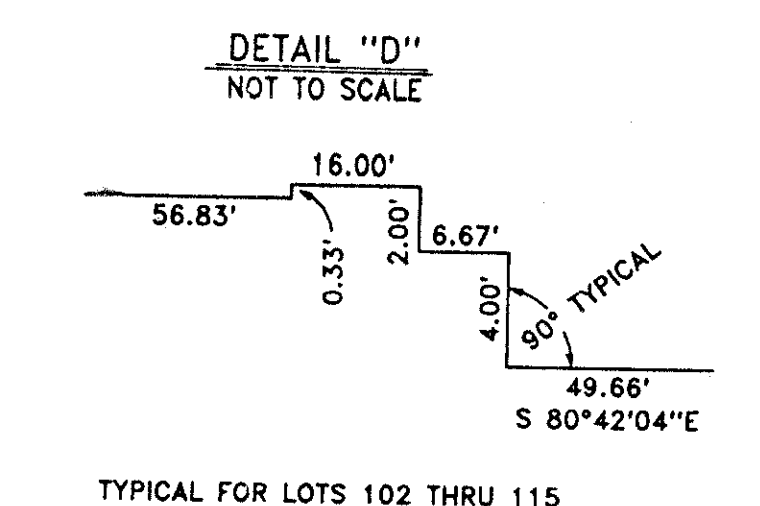 DETAIL "D"
NOT TO SCALE
16.00'
56.83'
0.33'
2.00'
6.67'
4.00'
90° TYPICAL
49.66'
S 80°42'04"E
TYPICAL FOR LOTS 102 THRU 115